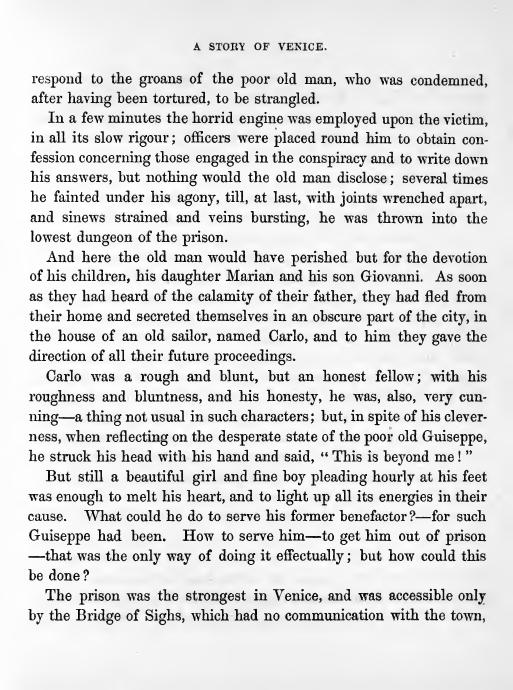 A STORY OF VENICE.
respond to the groans of the poor old man, who was condemned,
after having been tortured, to be strangled.
In a few minutes the horrid engine was employed upon the victim,
in all its slow rigour; officers were placed round him to obtain con-
fession concerning those engaged in the conspiracy and to write down
his answers, but nothing would the old man disclose; several times
he fainted under his agony, till, at last, with joints wrenched apart,
and sinews strained and veins bursting, he was thrown into the
lowest dungeon of the prison.
And here the old man would have perished but for the devotion
of his children, his daughter Marian and his son Giovanni. As soon
as they had heard of the calamity of their father, they had fled from
their home and secreted themselves in an obscure part of the city, in
the house of an old sailor, named Carlo, and to him they gave the
direction of all their future proceedings.
Carlo was a rough and blunt, but an honest fellow; with his
roughness and bluntness, and his honesty, he was, also, very cun-
ning—a thing not usual in such characters; but, in spite of his clever-
ness, when reflecting on the desperate state of the poor old Guiseppe,
he struck his head with his hand and said, “This is beyond me!”
But still a beautiful girl and fine boy pleading hourly at his feet
was enough to melt his heart, and to light up all its energies in their
cause. What could he do to serve his former benefactor?—for such
Guiseppe had been. How to serve him—to get him out of prison
—that was the only way of doing it effectually; but how could this
be done?
The prison was the strongest in Venice, and was accessible only
by the Bridge of Sighs, which had no communication with the town,